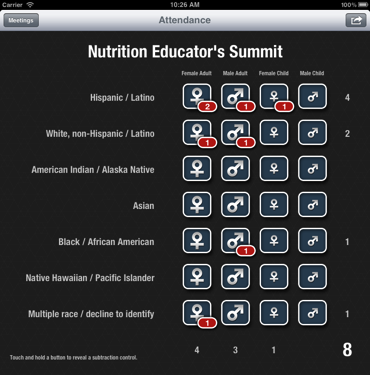 Carrier 10:26 AM 100%
Meetings Attendance
Nutrition Educator's Summit
Female Adult Male Adult Female Child Male Child
Hispanic / Latino 2 1 1 4
White, non-Hispanic / Latino 1 1 2
American Indian / Alaska Native
Asian
Black / African American 1 1
Native Hawaiian / Pacific Islander
Multiple race / decline to identify 1 1
4 3 1 8
Touch and hold a button to reveal a subtraction control.